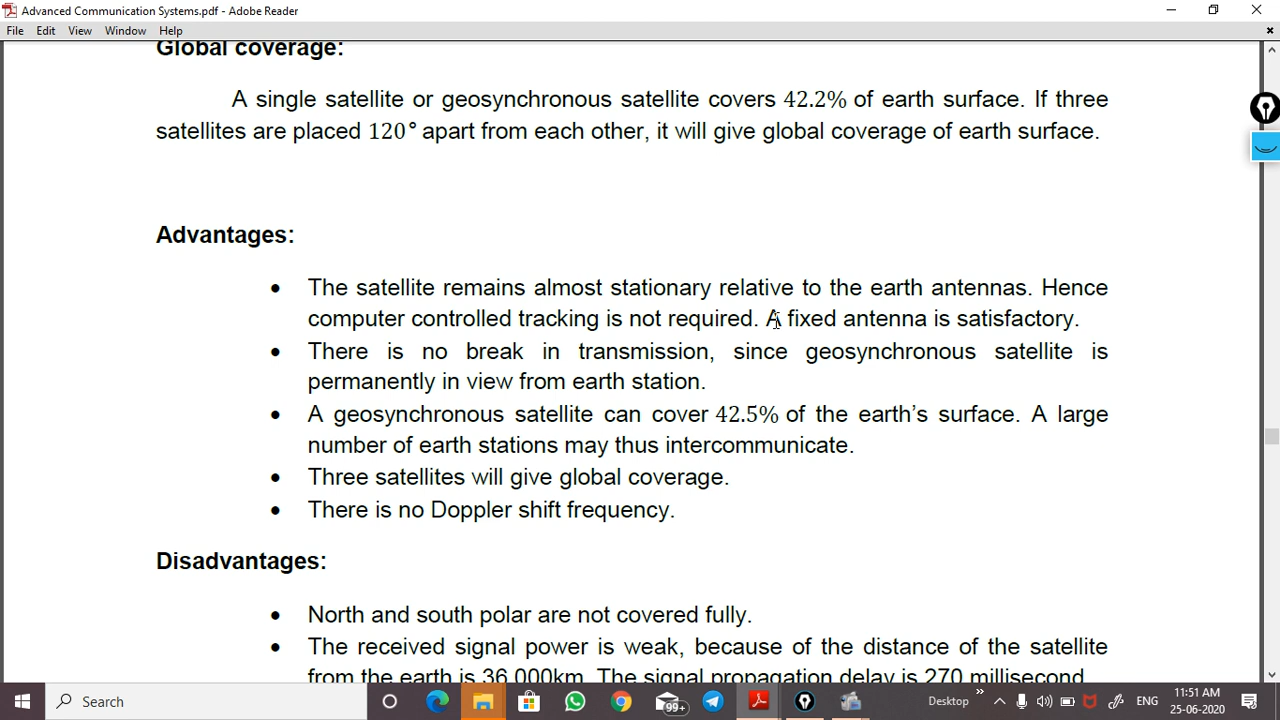 Advanced Communication Systems.pdf - Adobe Reader
File Edit View Window Help
Global coverage:
A single satellite or geosynchronous satellite covers 42.2% of earth surface. If three
satellites are placed 120° apart from each other, it will give global coverage of earth surface.
Advantages:
• The satellite remains almost stationary relative to the earth antennas. Hence
computer controlled tracking is not required. A fixed antenna is satisfactory.
• There is no break in transmission, since geosynchronous satellite is
permanently in view from earth station.
• A geosynchronous satellite can cover 42.5% of the earth's surface. A large
number of earth stations may thus intercommunicate.
• Three satellites will give global coverage.
• There is no Doppler shift frequency.
Disadvantages:
• North and south polar are not covered fully.
• The received signal power is weak, because of the distance of the satellite
from the earth is 36,000km. The signal propagation delay is 270 millisecond
Search
99+
Desktop
ENG
11:51 AM
25-06-2020